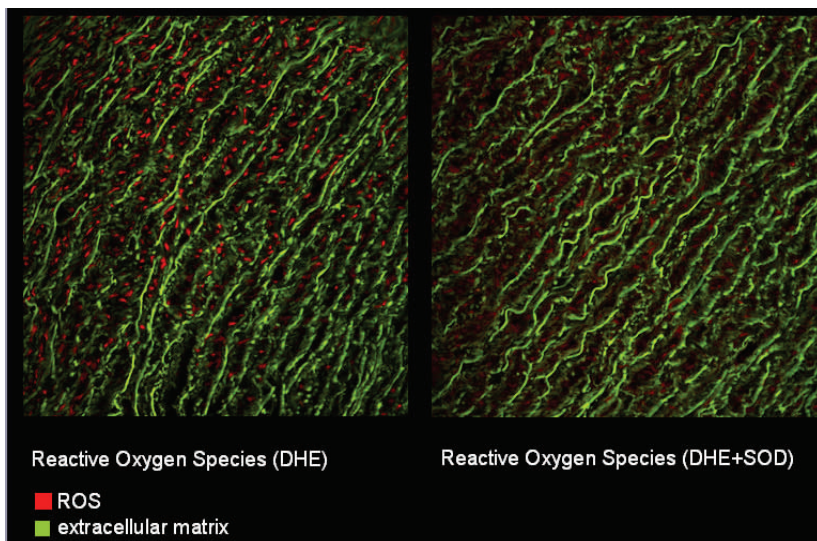 Reactive Oxygen Species (DHE)
Reactive Oxygen Species (DHE+SOD)
ROS
extracellular matrix